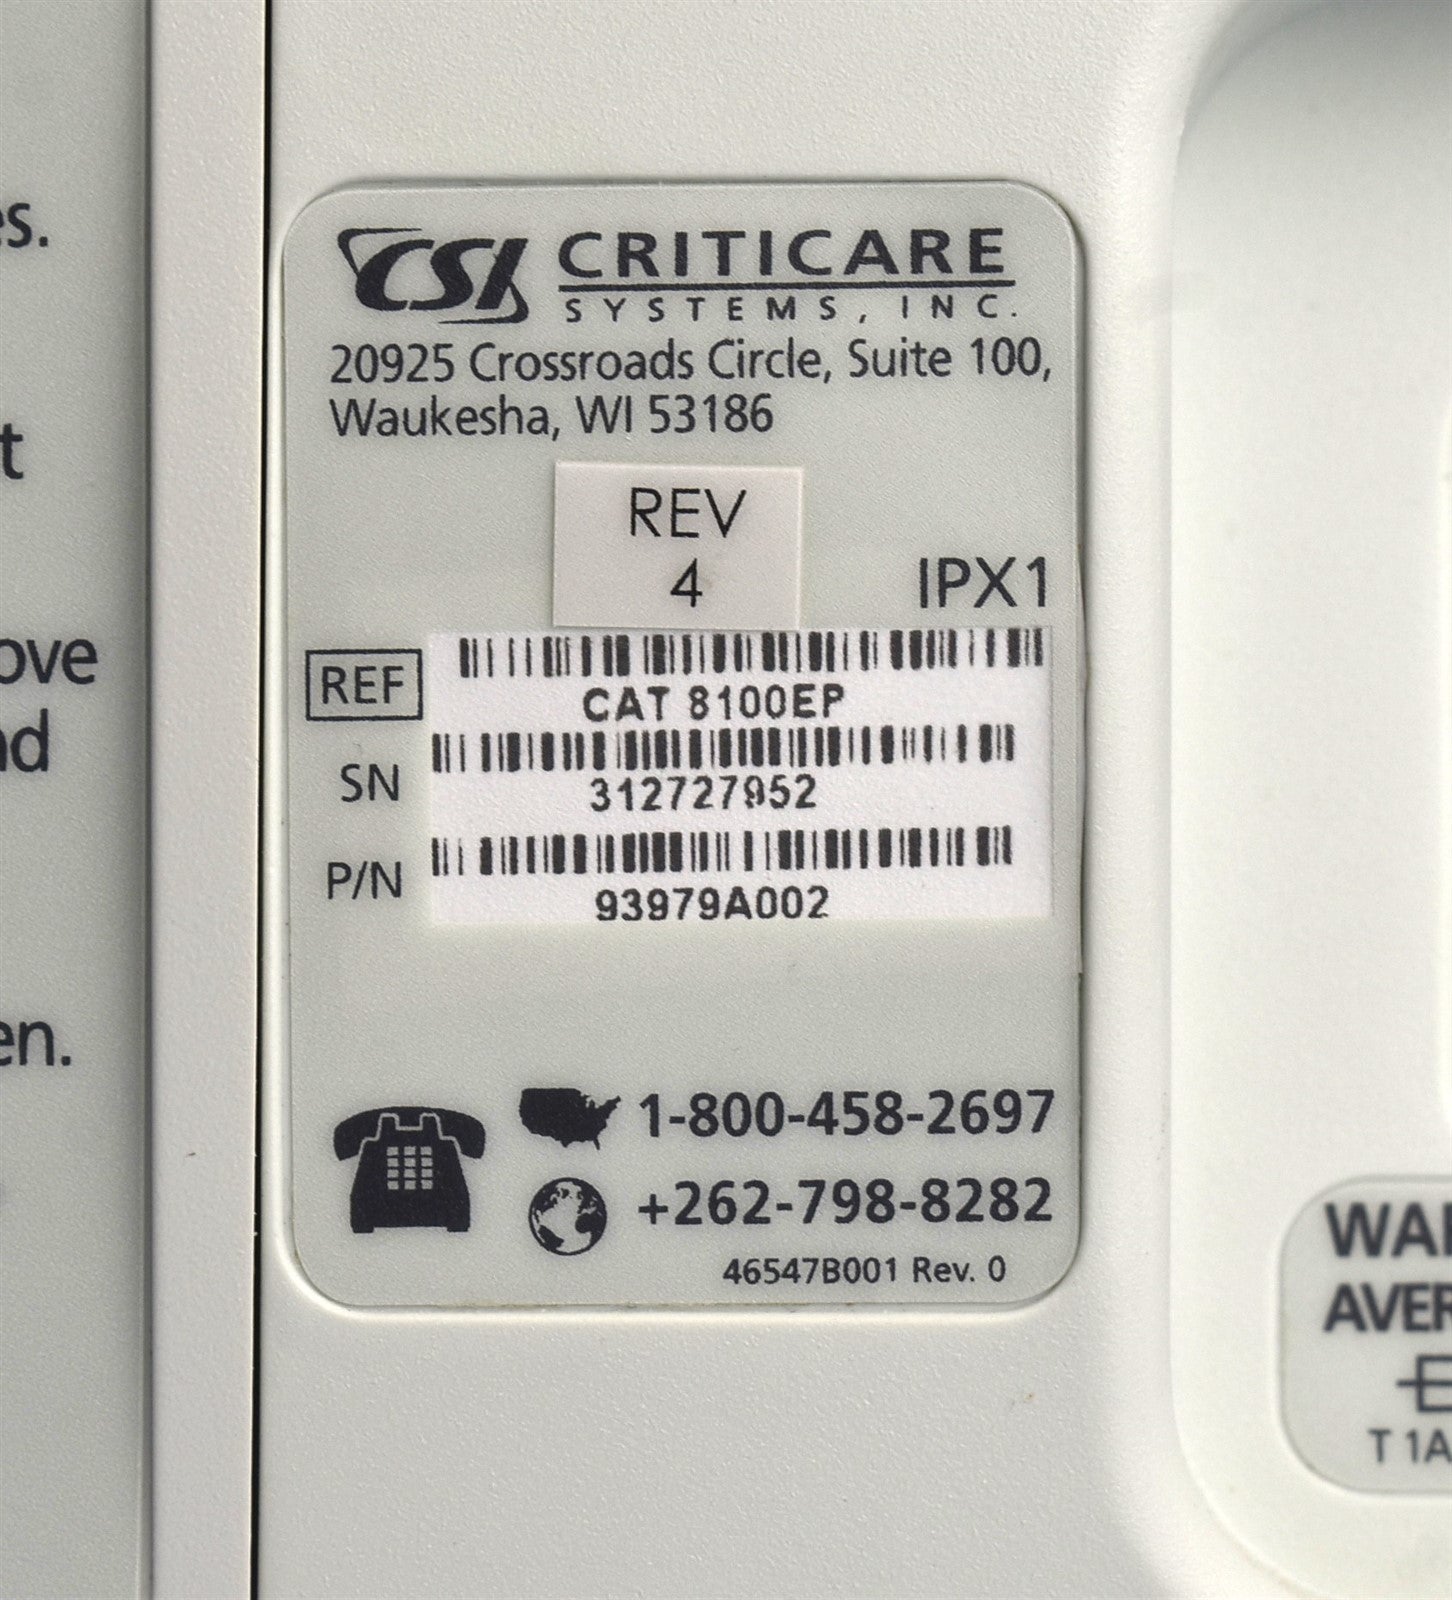 es.
t
ove
nd
en.
CSI CRITICARE
SYSTEMS, INC.
20925 Crossroads Circle, Suite 100,
Waukesha, WI 53186
REV
4
IPX1
REF
CAT 8100EP
SN
312727952
P/N
93979A002
1-800-458-2697
+262-798-8282
46547B001 Rev. 0
WAR
AVER
T 1A